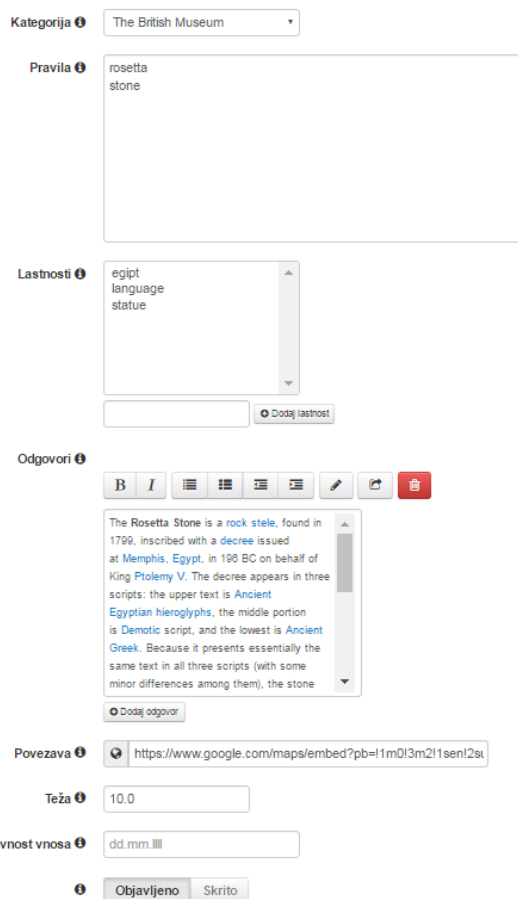 Kategorija The British Museum
Pravila rosetta
stone
Lastnosti egipt
language
statue
Dodaj lastnost
Odgovori
B I
The Rosetta Stone is a rock stele, found in
1799, inscribed with a decree issued
at Memphis, Egypt, in 196 BC on behalf of
King Ptolemy V. The decree appears in three
scripts: the upper text is Ancient
Egyptian hieroglyphs, the middle portion
is Demotic script, and the lowest is Ancient
Greek. Because it presents essentially the
same text in all three scripts (with some
minor differences among them), the stone
Dodaj odgovor
Povezava https://www.google.com/maps/embed?pb=!1m0!3m2!1sen!2su
Teža 10.0
vnost vnosa dd.mm.llll
Objavljeno Skrito